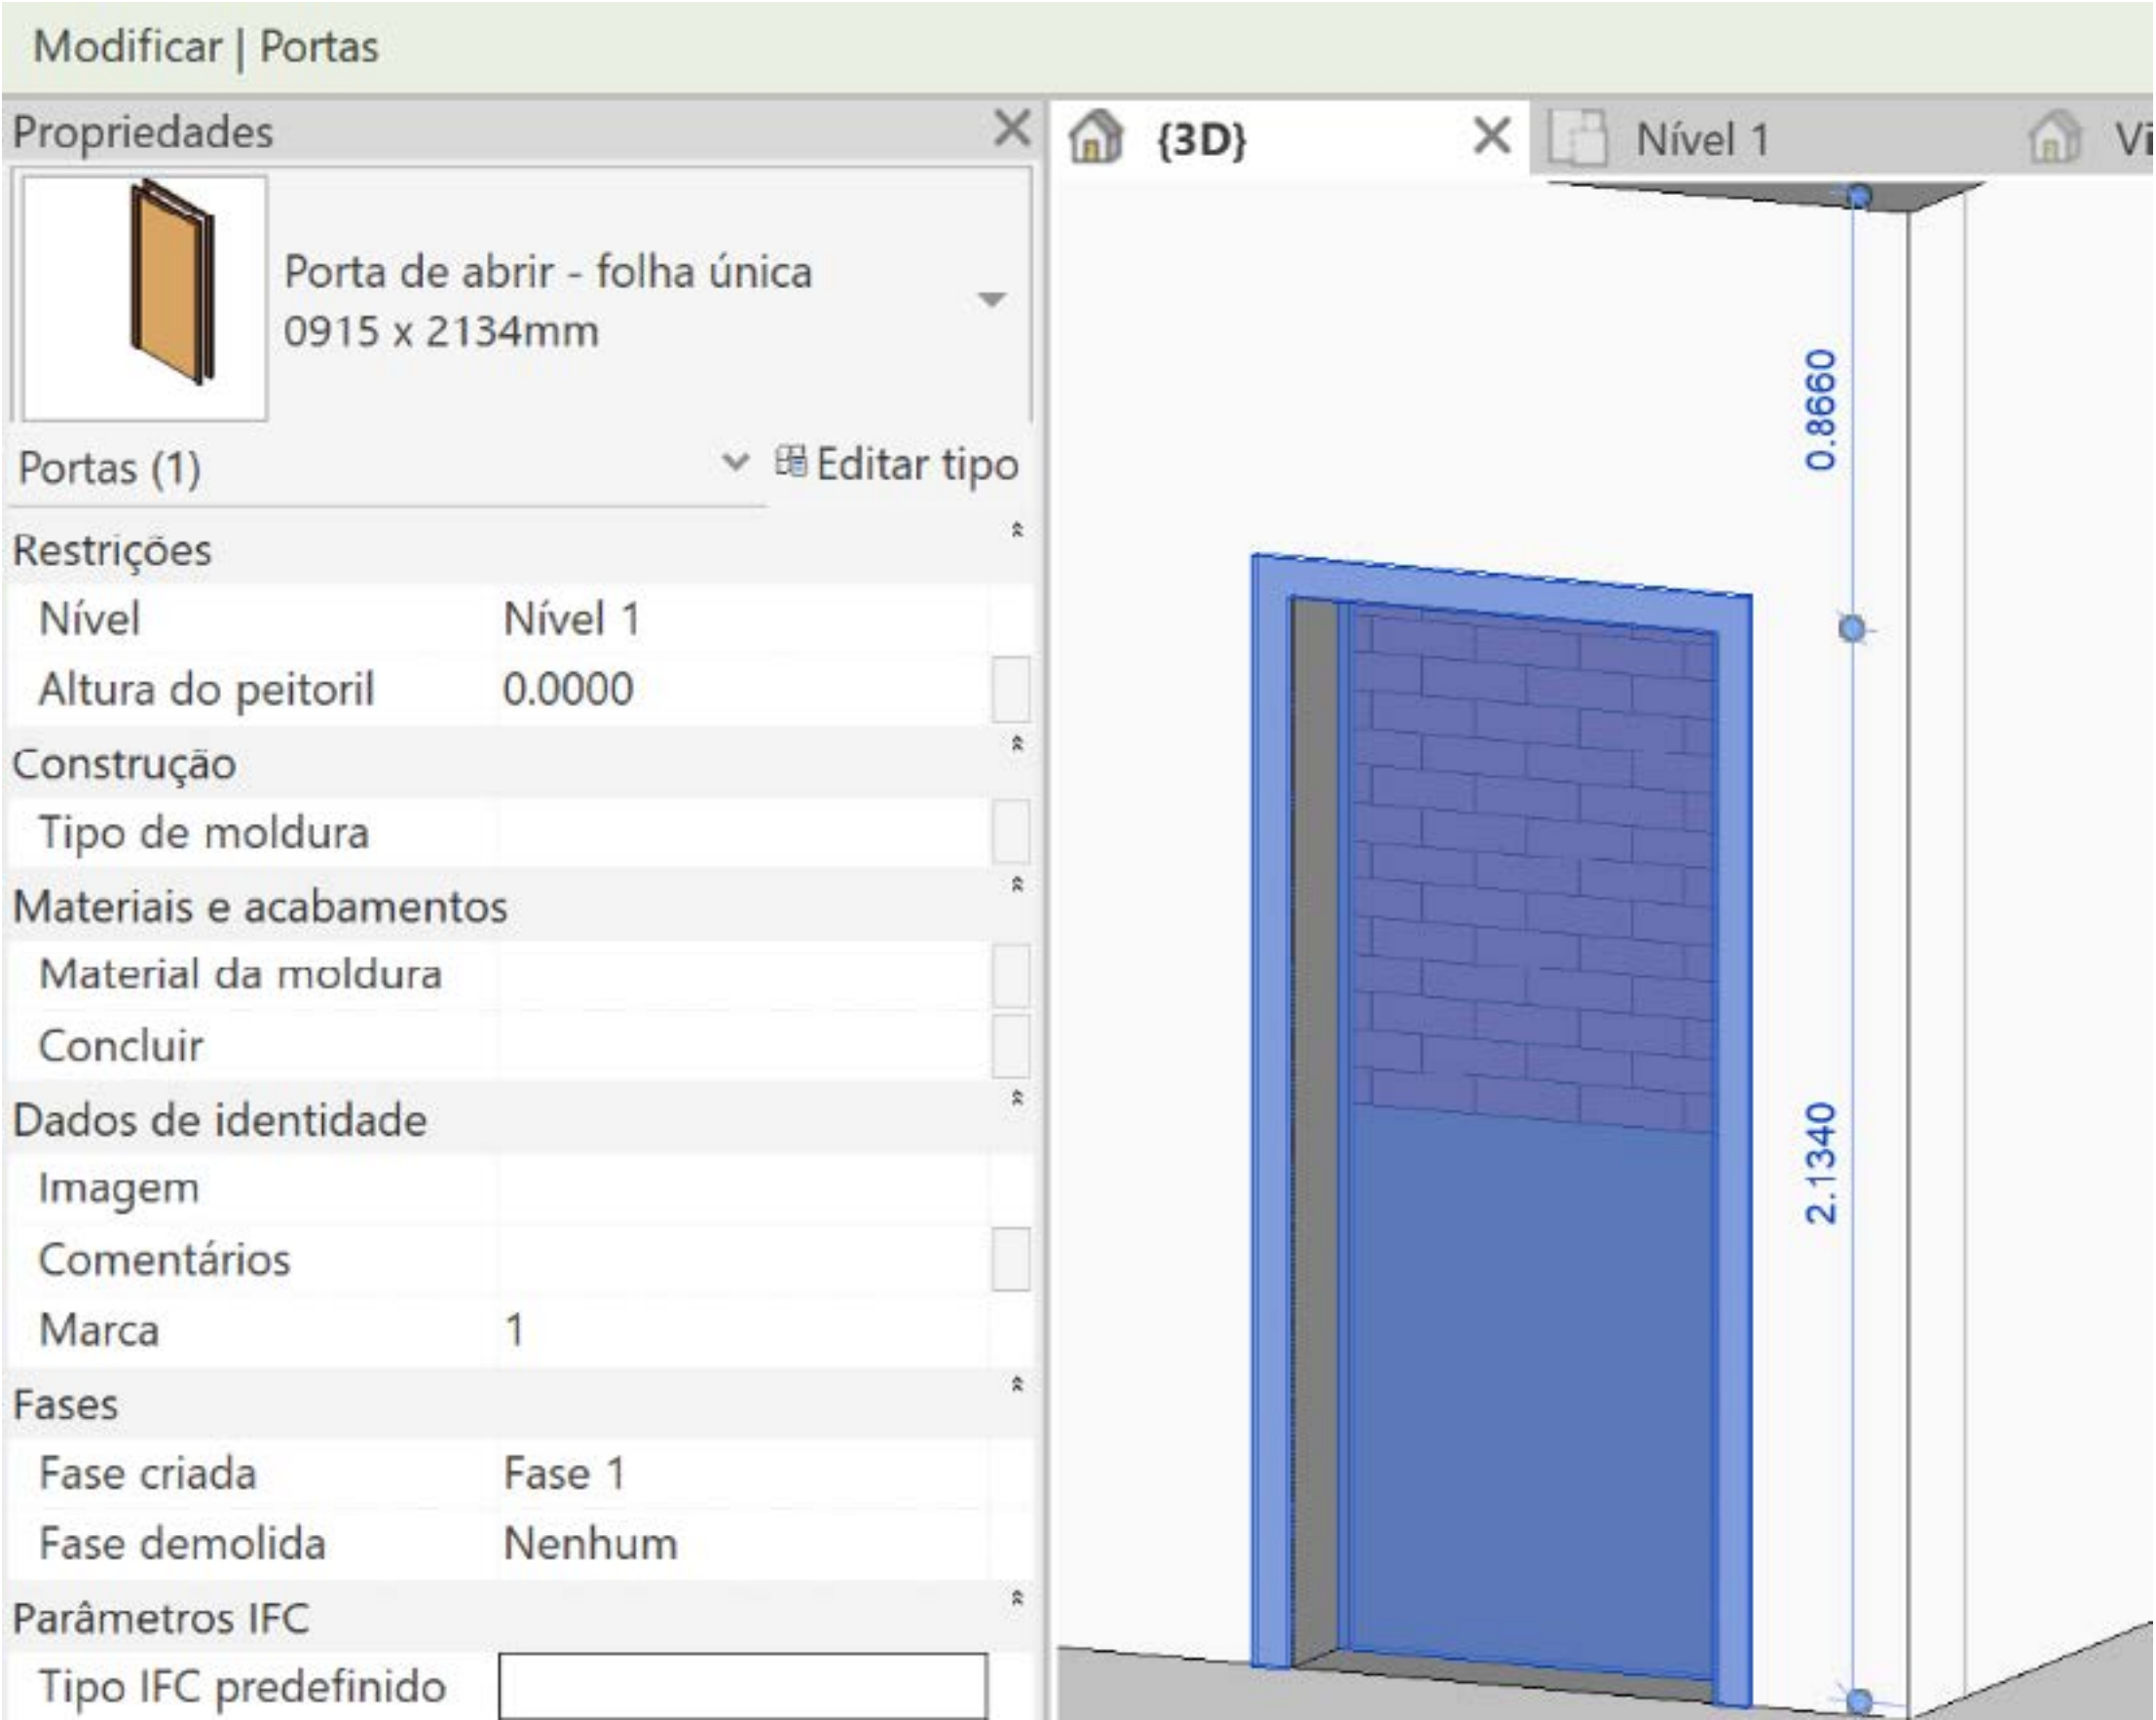 Modificar | Portas
Propriedades
{3D}
Nível 1
Porta de abrir - folha única
0915 x 2134mm
Portas (1)
Editar tipo
Restrições
Nível Nível 1
Altura do peitoril 0.0000
Construção
Tipo de moldura
Materiais e acabamentos
Material da moldura
Concluir
Dados de identidade
Imagem
Comentários
Marca 1
Fases
Fase criada Fase 1
Fase demolida Nenhum
Parâmetros IFC
Tipo IFC predefinido
0.8660
2.1340